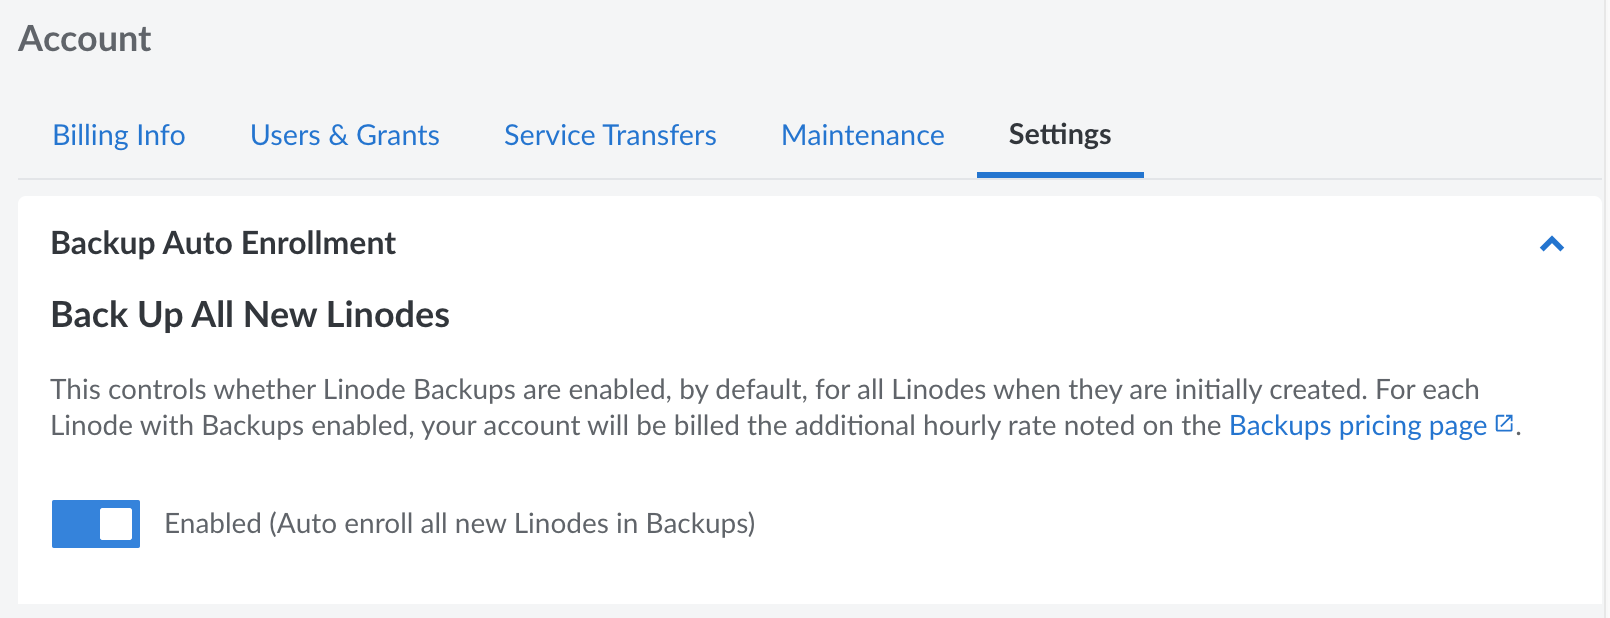 Account
Billing Info Users & Grants Service Transfers Maintenance Settings
Backup Auto Enrollment
Back Up All New Linodes
This controls whether Linode Backups are enabled, by default, for all Linodes when they are initially created. For each
Linode with Backups enabled, your account will be billed the additional hourly rate noted on the Backups pricing page.
Enabled (Auto enroll all new Linodes in Backups)